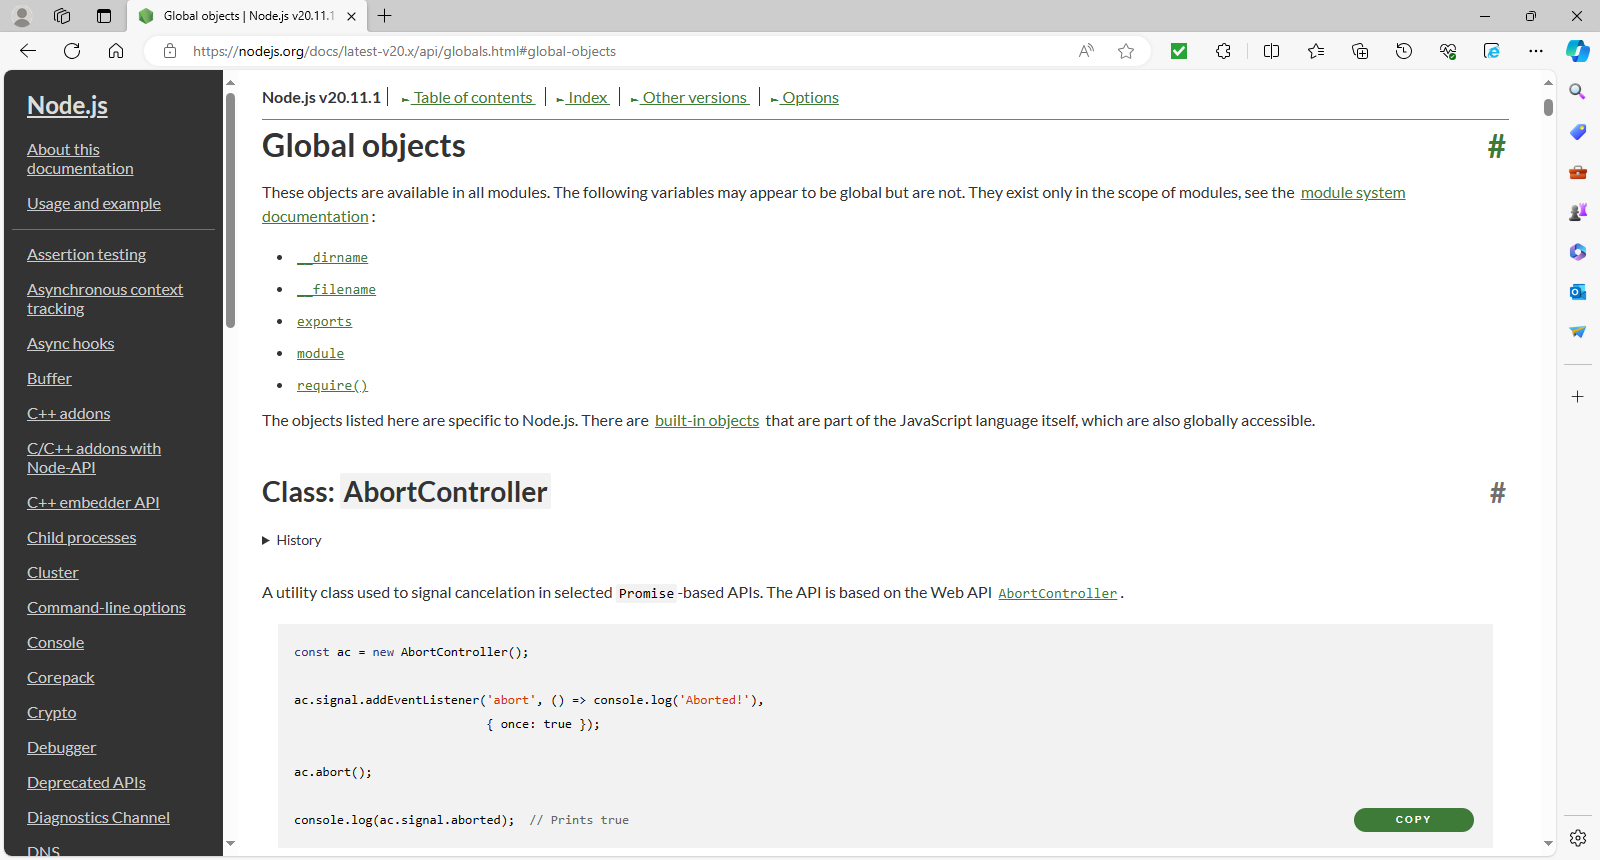 Global objects | Node.js v20.11.1
https://nodejs.org/docs/latest-v20.x/api/globals.html#global-objects
Node.js
About this
documentation
Usage and example
Assertion testing
Asynchronous context
tracking
Async hooks
Buffer
C++ addons
C/C++ addons with
Node-API
C++ embedder API
Child processes
Cluster
Command-line options
Console
Corepack
Crypto
Debugger
Deprecated APIs
Diagnostics Channel
DNS
Node.js v20.11.1 | ► Table of contents | ► Index | ► Other versions | ► Options
Global objects #
These objects are available in all modules. The following variables may appear to be global but are not. They exist only in the scope of modules, see the module system
documentation:
• __dirname
• __filename
• exports
• module
• require()
The objects listed here are specific to Node.js. There are built-in objects that are part of the JavaScript language itself, which are also globally accessible.
Class: AbortController #
▶ History
A utility class used to signal cancelation in selected Promise-based APIs. The API is based on the Web API AbortController.
const ac = new AbortController();
ac.signal.addEventListener('abort', () => console.log('Aborted!'),
{ once: true });
ac.abort();
console.log(ac.signal.aborted);  // Prints true
COPY